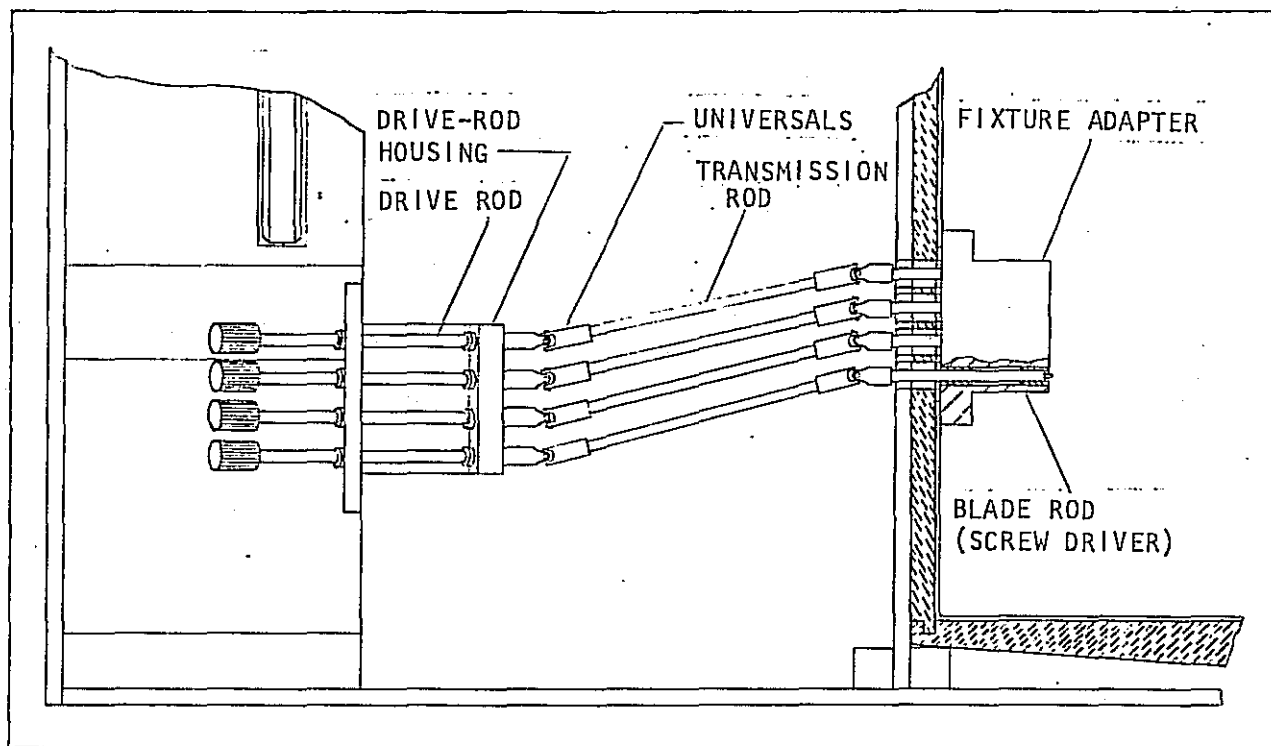 DRIVE-ROD
HOUSING
DRIVE ROD
UNIVERSALS
TRANSMISSION
ROD
FIXTURE ADAPTER
BLADE ROD
(SCREW DRIVER)